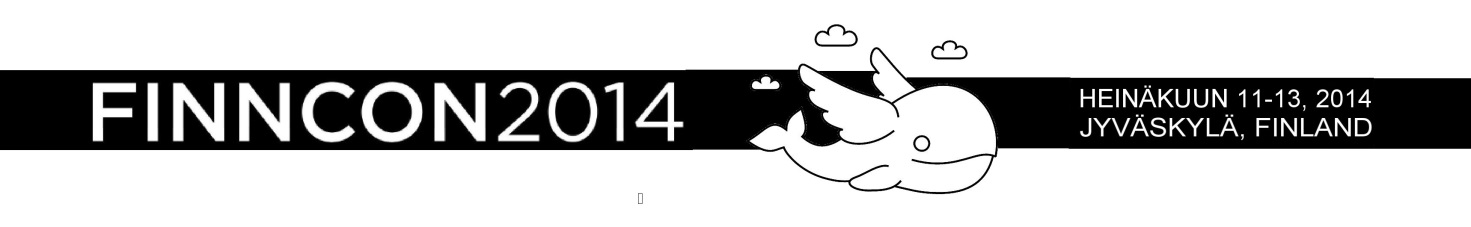 FINNCON2014
HEINÄKUUN 11-13, 2014
JYVÄSKYLÄ, FINLAND